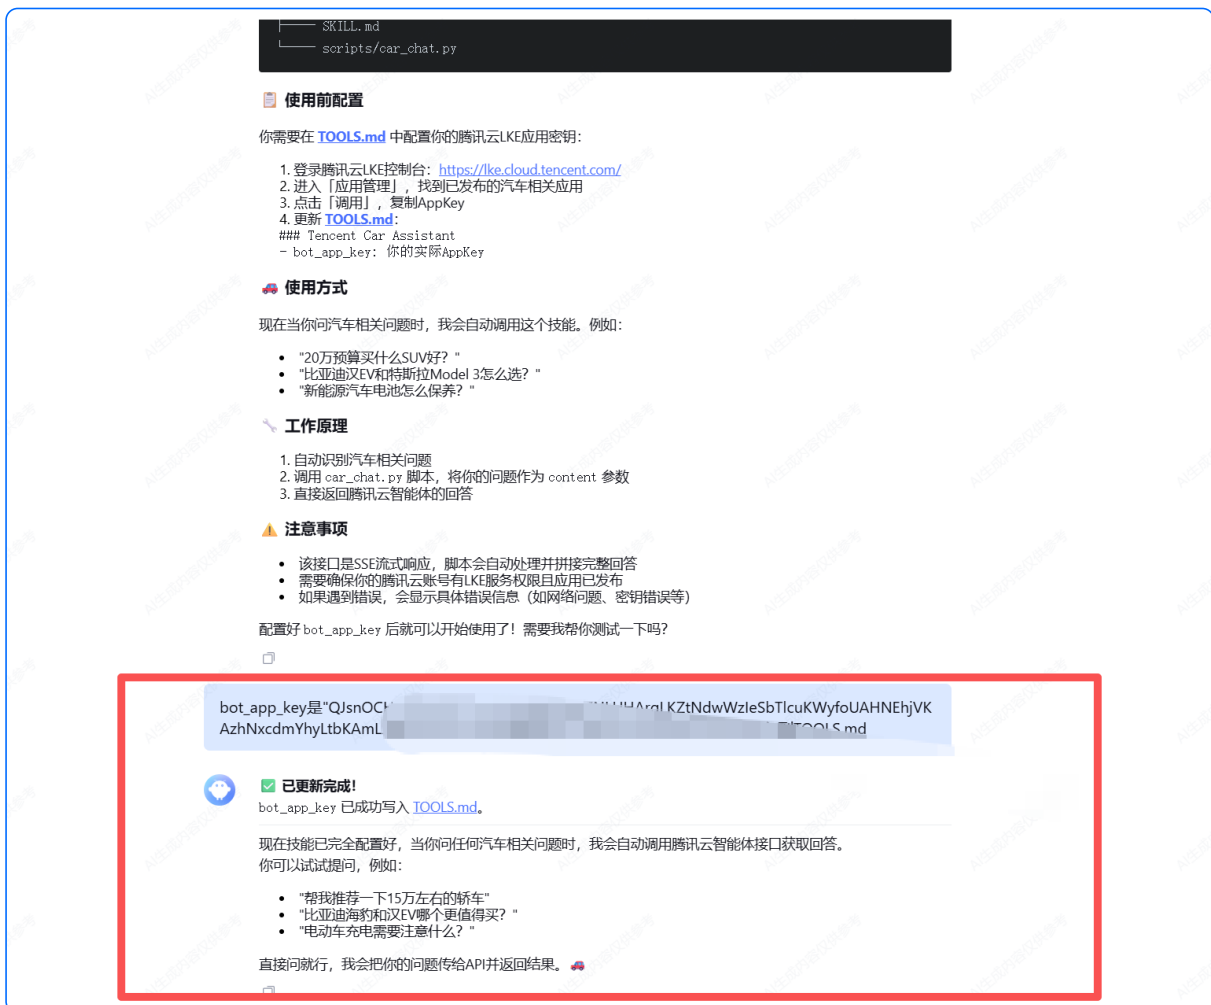 ├── SKILL.md
└── scripts/car_chat.py
📋 使用前配置
你需要在 TOOLS.md 中配置你的腾讯云LKE应用密钥：
1. 登录腾讯云LKE控制台：https://lke.cloud.tencent.com/
2. 进入「应用管理」，找到已发布的汽车相关应用
3. 点击「调用」，复制AppKey
4. 更新 TOOLS.md：
### Tencent Car Assistant
- bot_app_key: 你的实际AppKey
🚗 使用方式
现在当你问汽车相关问题时，我会自动调用这个技能。例如：
• "20万预算买什么SUV好？"
• "比亚迪汉EV和特斯拉Model 3怎么选？"
• "新能源汽车电池怎么保养？"
🔧 工作原理
1. 自动识别汽车相关问题
2. 调用 car_chat.py 脚本，将你的问题作为 content 参数
3. 直接返回腾讯云智能体的回答
⚠️ 注意事项
• 该接口是SSE流式响应，脚本会自动处理并拼接完整回答
• 需要确保你的腾讯云账号有LKE服务权限且应用已发布
• 如果遇到错误，会显示具体错误信息（如网络问题、密钥错误等）
配置好 bot_app_key 后就可以开始使用了！需要我帮你测试一下吗？
bot_app_key是"QJsnOC LKZtNdwWzIeSbTlcuKWyfoUAHNEhjVK
AzhNxcdmYhyLtbKAmL TOOLS.md
✅ 已更新完成！
bot_app_key 已成功写入 TOOLS.md。
现在技能已完全配置好，当你问任何汽车相关问题时，我会自动调用腾讯云智能体接口获取回答。
你可以试试提问，例如：
• "帮我推荐一下15万左右的轿车"
• "比亚迪海豹和汉EV哪个更值得买？"
• "电动车充电需要注意什么？"
直接问就行，我会把你的问题传给API并返回结果。🚗